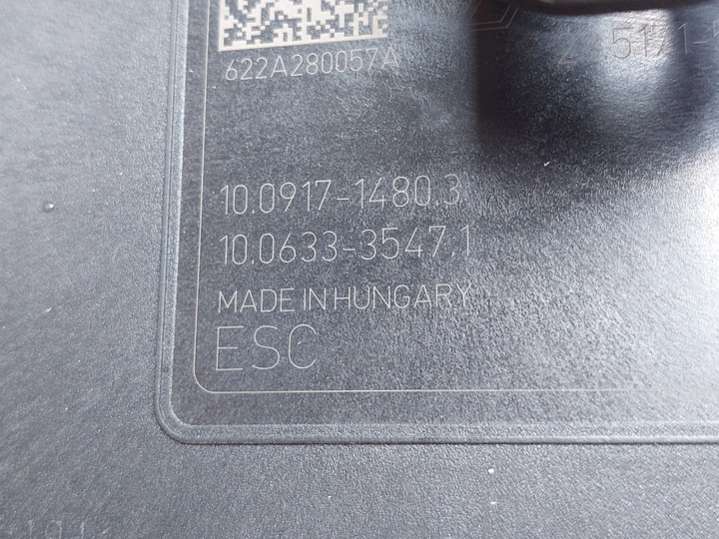 622A280057A
10.0917-1480.3
10.0633-3547.1
MADE IN HUNGARY
ESC